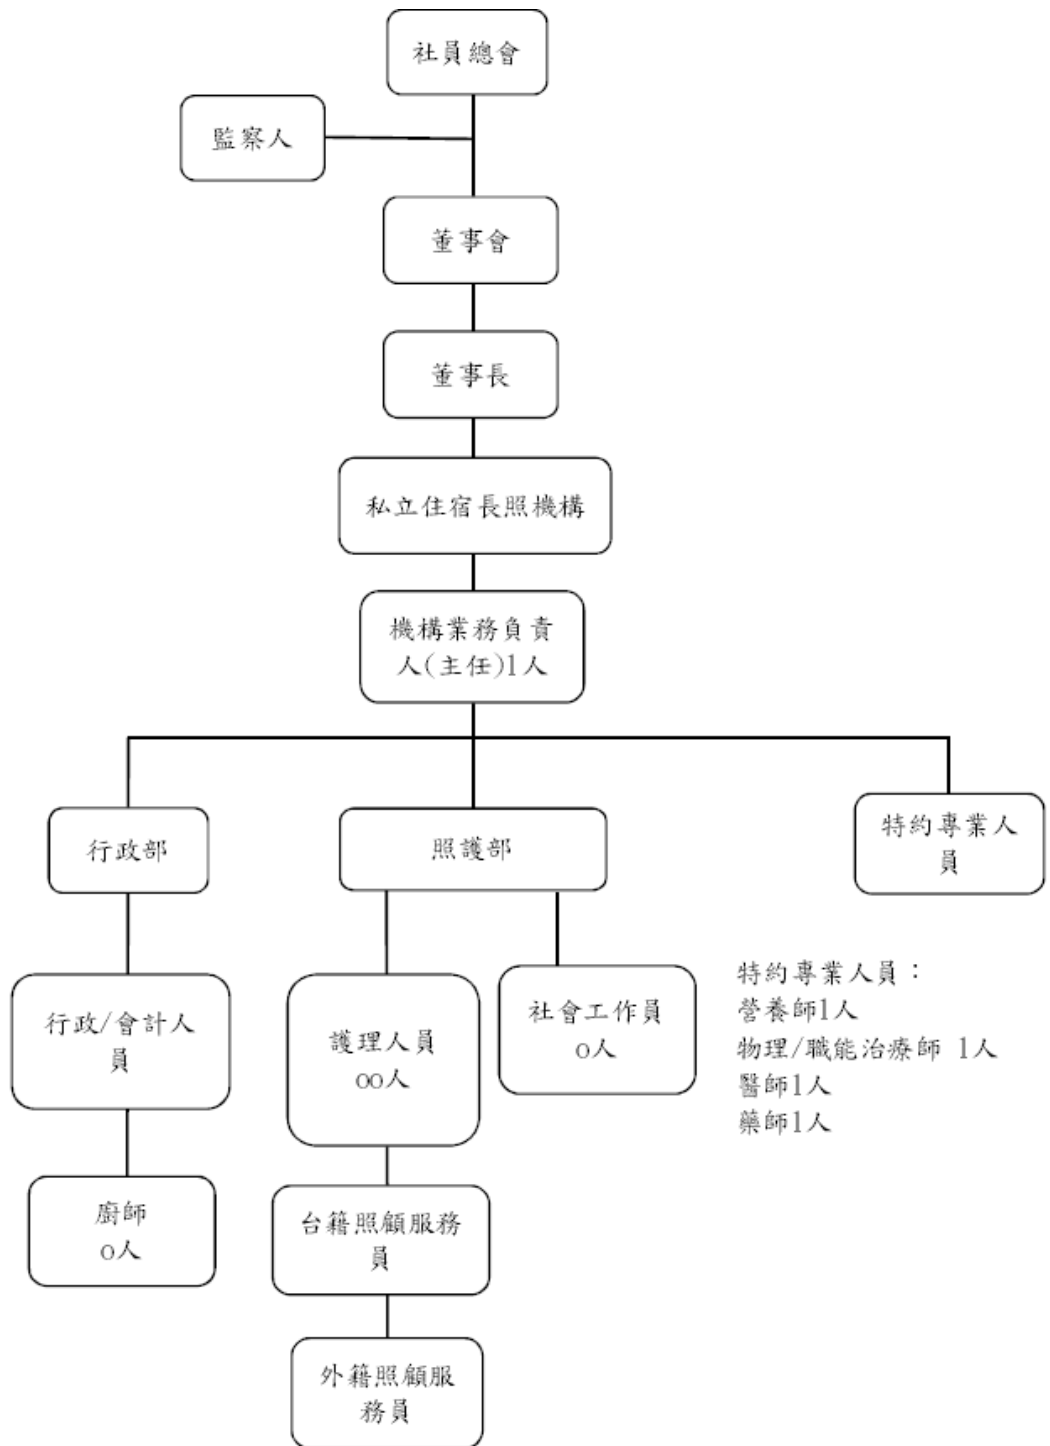 社員總會
監察人
董事會
董事長
私立住宿長照機構
機構業務負責
人(主任)1人
行政部
照護部
特約專業人
員
行政/會計人
員
護理人員
oo人
社會工作員
o人
特約專業人員：
營養師1人
物理/職能治療師 1人
醫師1人
藥師1人
廚師
o人
台籍照顧服務
員
外籍照顧服
務員